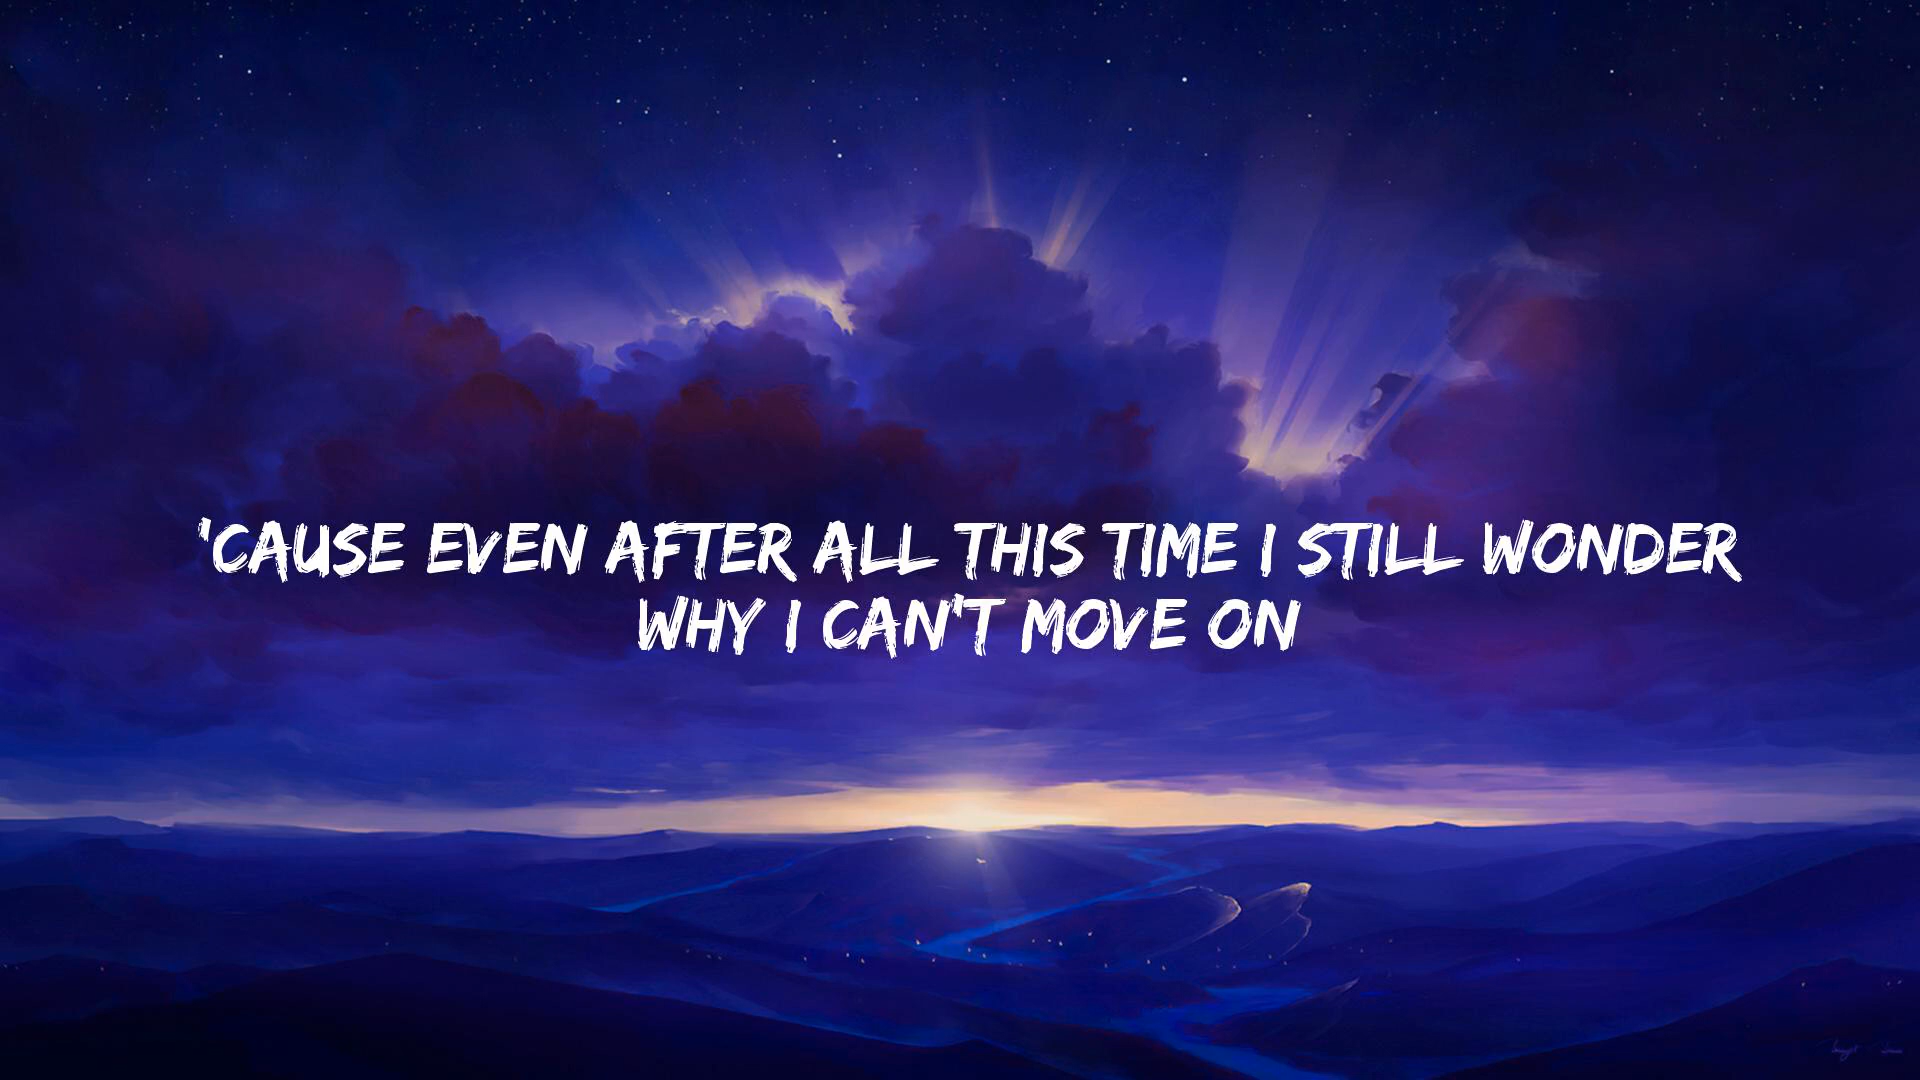 'CAUSE EVEN AFTER ALL THIS TIME I STILL WONDER
WHY I CAN'T MOVE ON